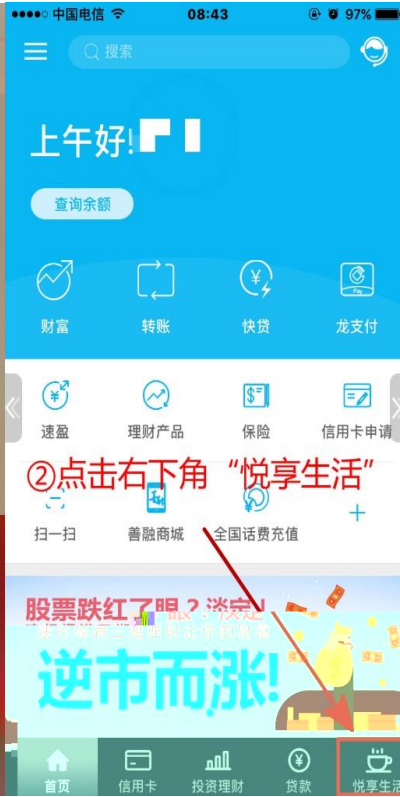 中国电信 08:43 97%
搜索
上午好!
查询余额
财富 转账 快贷 龙支付
Pay
速盈 理财产品 保险 信用卡申请
②点击右下角“悦享生活”
扫一扫 善融商城 全国话费充值
股票跌红了眼？淡定！
逆市而涨!
首页 信用卡 投资理财 贷款 悦享生活